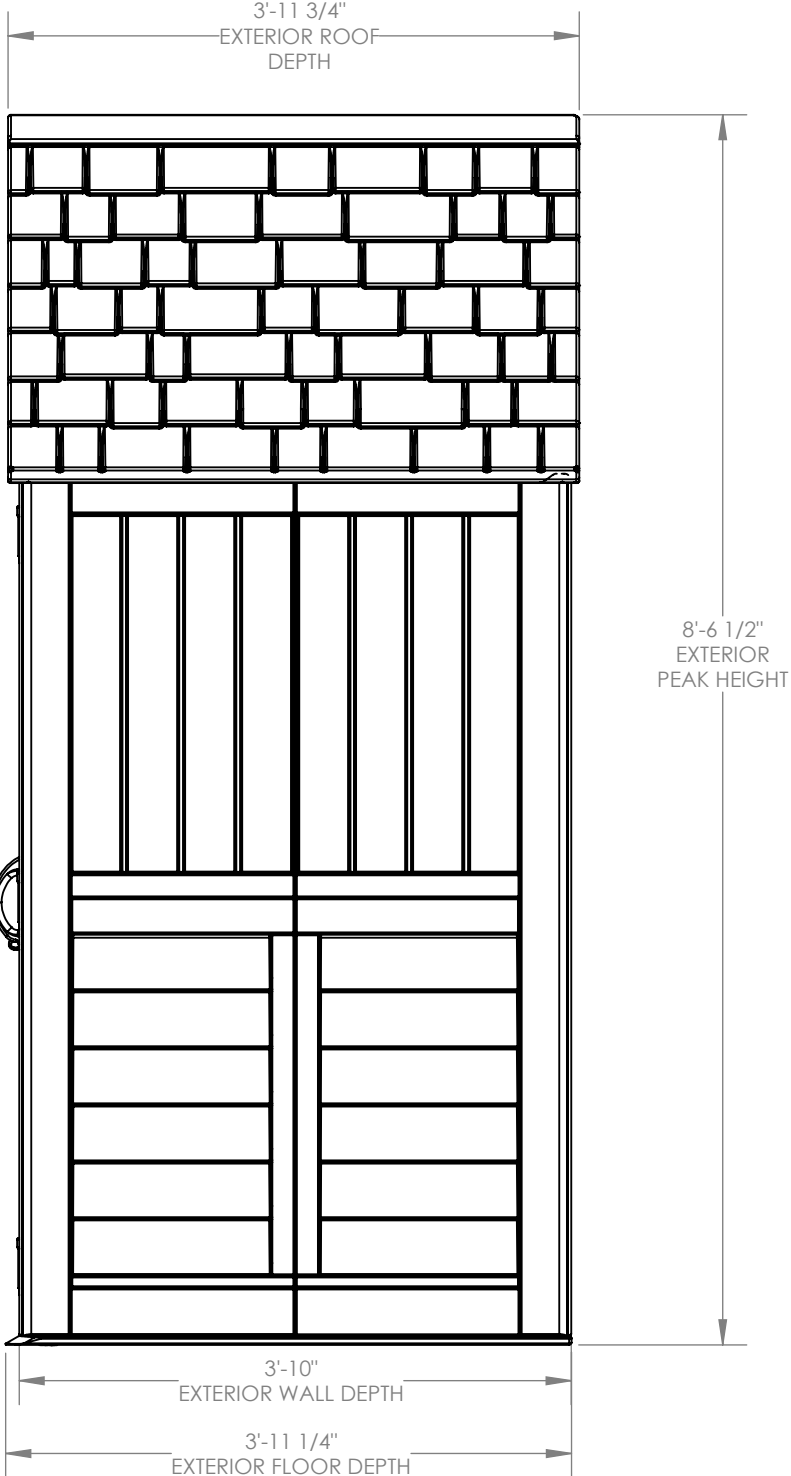 3'-11 3/4"
EXTERIOR ROOF
DEPTH
8'-6 1/2"
EXTERIOR
PEAK HEIGHT
3'-10"
EXTERIOR WALL DEPTH
3'-11 1/4"
EXTERIOR FLOOR DEPTH